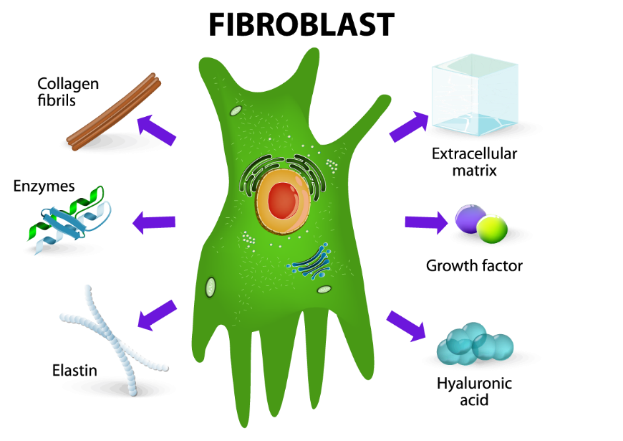 FIBROBLAST
Collagen
fibrils
Extracellular
matrix
Enzymes
Growth factor
Elastin
Hyaluronic
acid